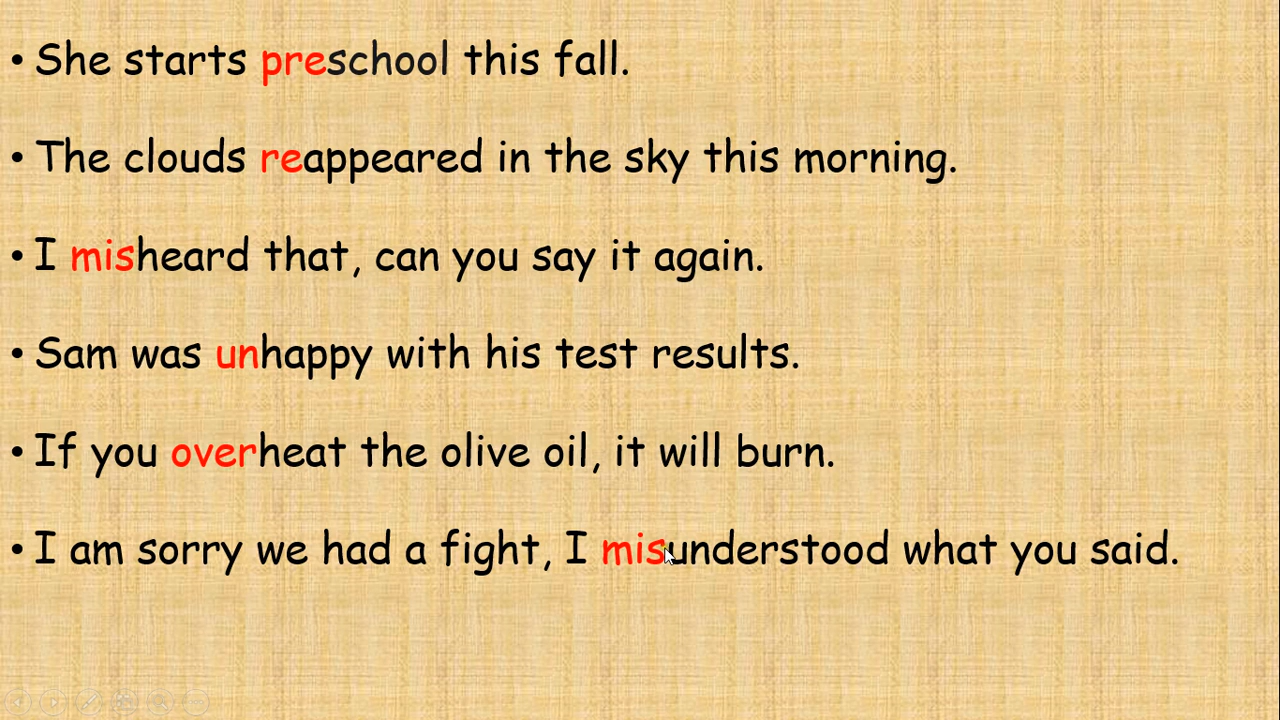 • She starts preschool this fall.
• The clouds reappeared in the sky this morning.
• I misheard that, can you say it again.
• Sam was unhappy with his test results.
• If you overheat the olive oil, it will burn.
• I am sorry we had a fight, I misunderstood what you said.